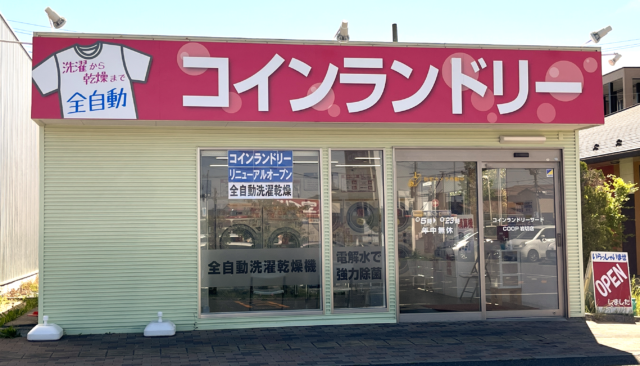 洗濯から
乾燥まで
全自動
コインランドリー
コインランドリー
リニューアルオープン
全自動洗濯乾燥
全自動洗濯乾燥機
電解水で
強力除菌
年中無休
コインランドリーサード
いらっしゃいませ
OPEN
しました